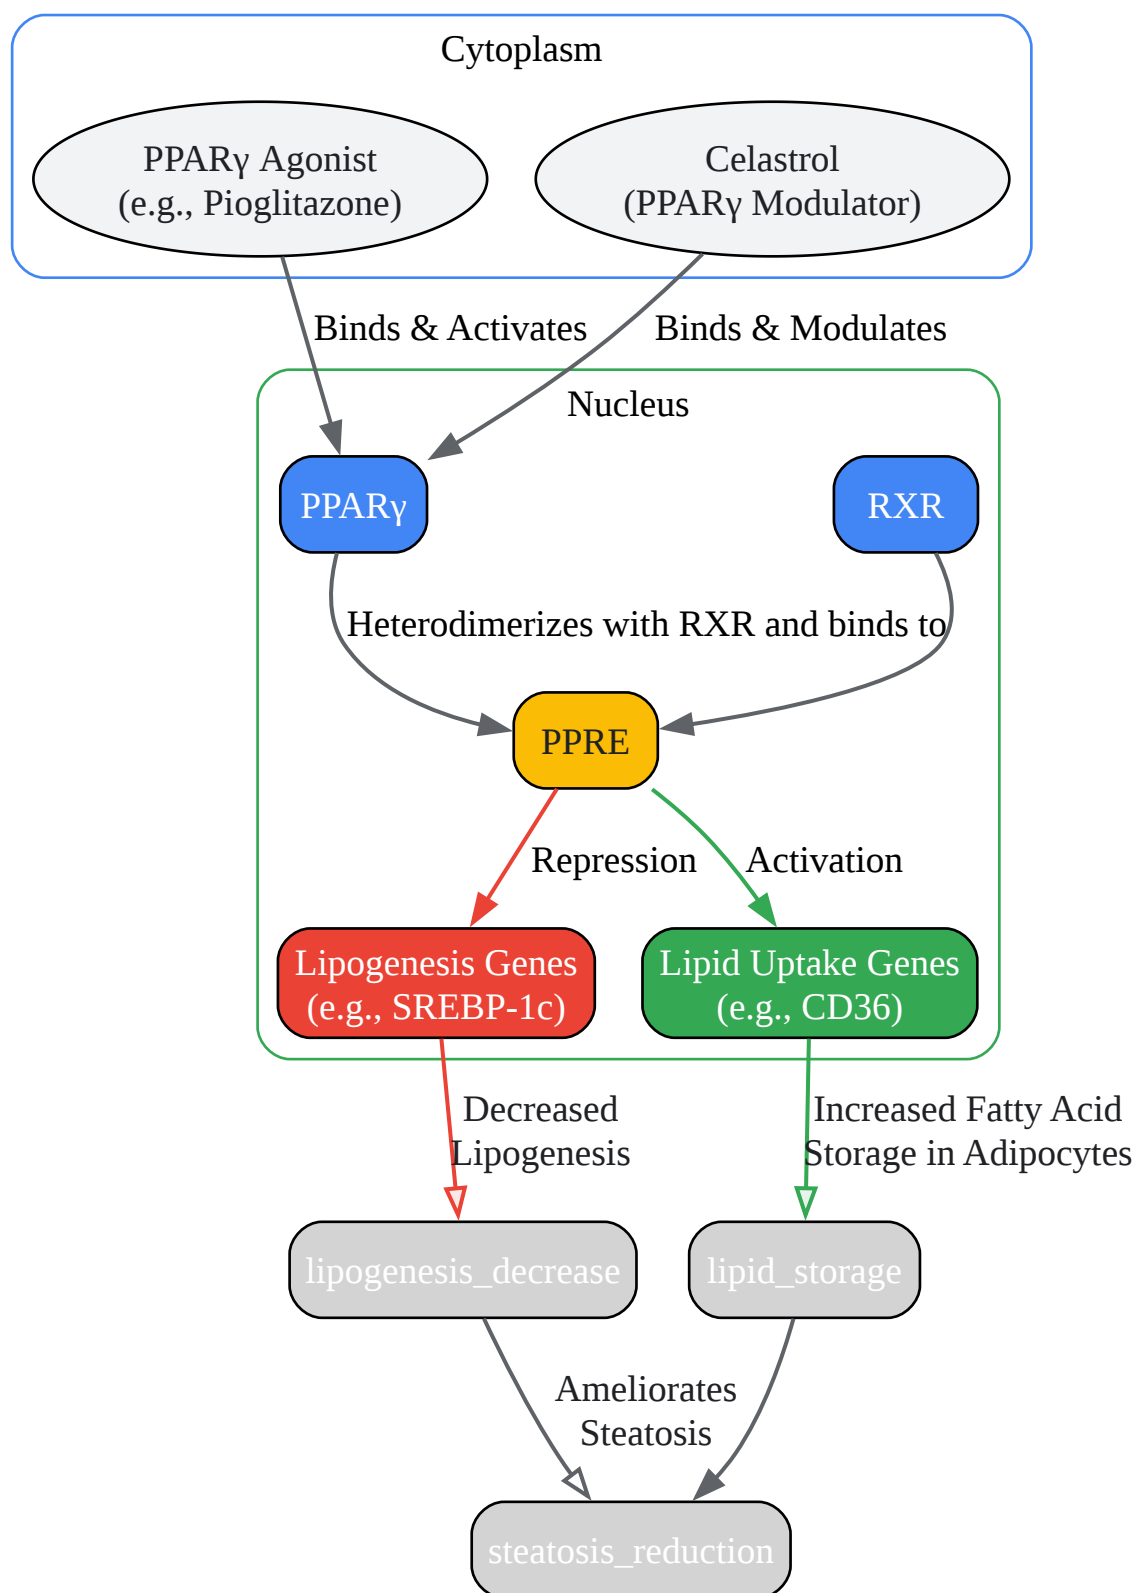 Cytoplasm
PPARγ Agonist
(e.g., Pioglitazone)
Celastrol
(PPARγ Modulator)
Binds & Activates
Binds & Modulates
Nucleus
PPARγ
RXR
Heterodimerizes with RXR and binds to
PPRE
Repression
Activation
Lipogenesis Genes
(e.g., SREBP-1c)
Lipid Uptake Genes
(e.g., CD36)
Decreased
Lipogenesis
Increased Fatty Acid
Storage in Adipocytes
lipogenesis_decrease
lipid_storage
Ameliorates
Steatosis
steatosis_reduction